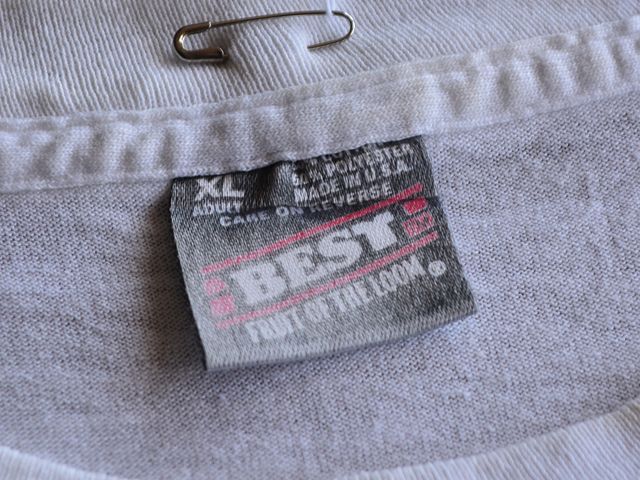 XL
ADULT
POLYESTER
MADE IN U.S.A.
CARE ON REVERSE
BEST
FRUIT OF THE LOOM®